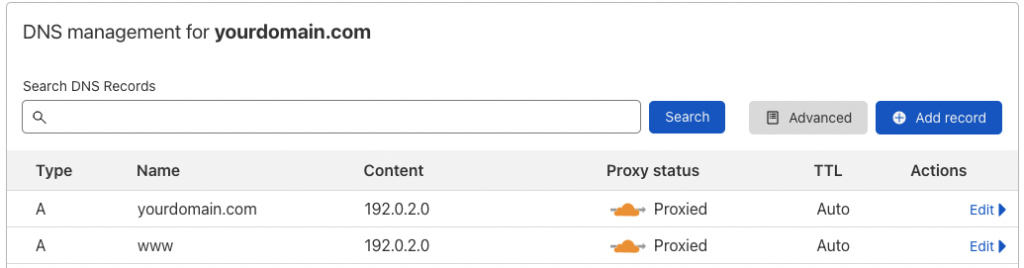 DNS management for yourdomain.com
Search DNS Records
Search Advanced Add record
Type Name Content Proxy status TTL Actions
A yourdomain.com 192.0.2.0 Proxied Auto Edit
A www 192.0.2.0 Proxied Auto Edit